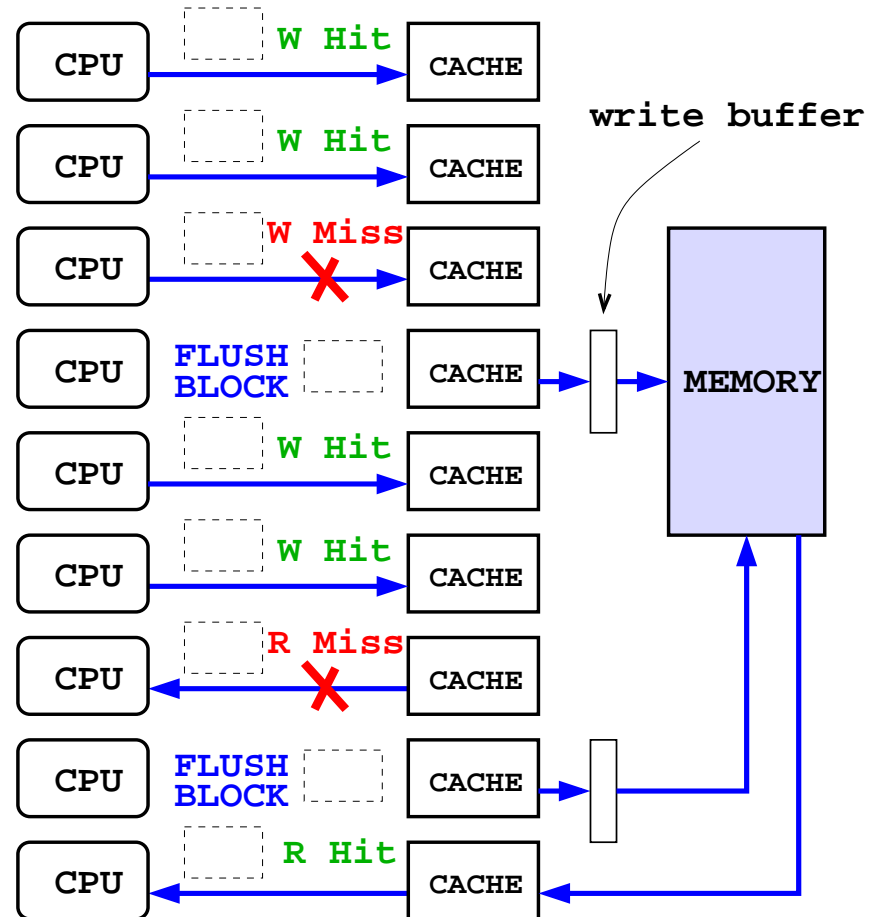 CPU W Hit CACHE
write buffer
CPU W Hit CACHE
CPU W Miss CACHE
CPU FLUSH BLOCK CACHE
MEMORY
CPU W Hit CACHE
CPU W Hit CACHE
CPU R Miss CACHE
CPU FLUSH BLOCK CACHE
CPU R Hit CACHE